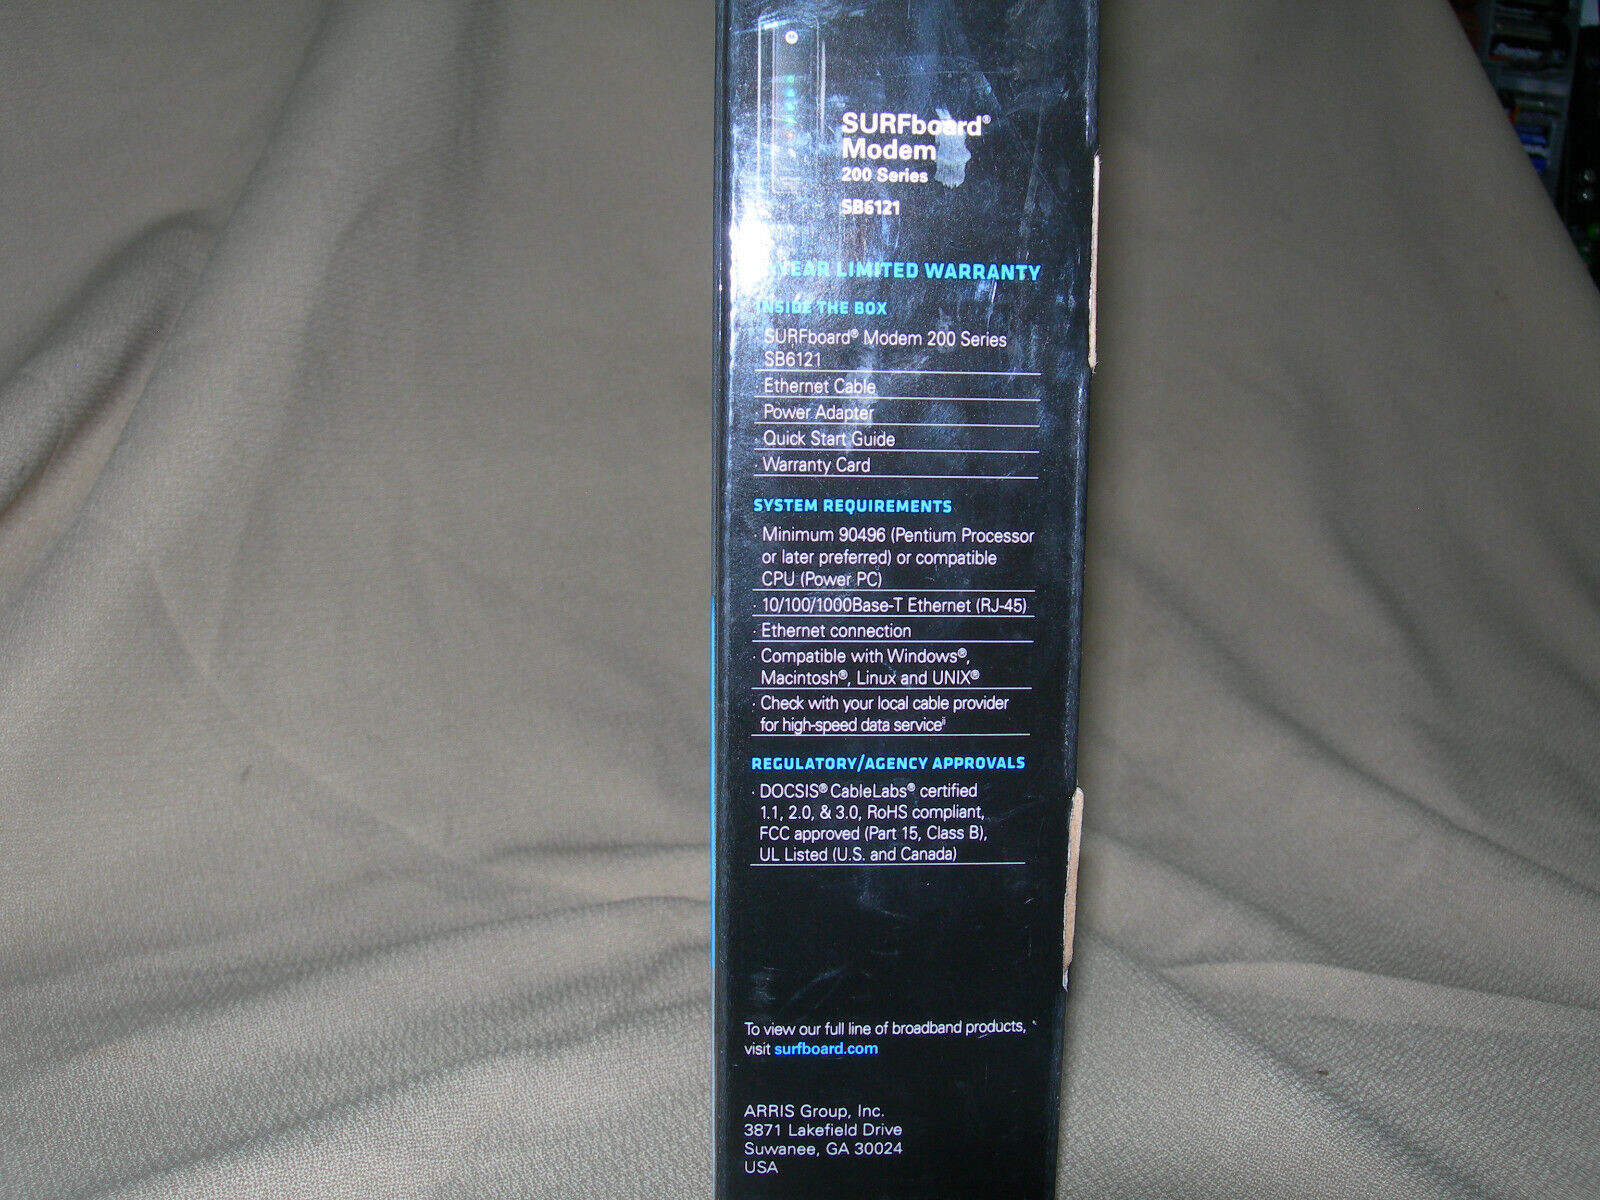 SURFboard®
Modem
200 Series
SB6121
YEAR LIMITED WARRANTY
INSIDE THE BOX
SURFboard® Modem 200 Series
SB6121
· Ethernet Cable
· Power Adapter
· Quick Start Guide
· Warranty Card
SYSTEM REQUIREMENTS
· Minimum 90496 (Pentium Processor
or later preferred) or compatible
CPU (Power PC)
· 10/100/1000Base-T Ethernet (RJ-45)
· Ethernet connection
· Compatible with Windows®,
Macintosh®, Linux and UNIX®
· Check with your local cable provider
for high-speed data serviceⁱⁱ
REGULATORY/AGENCY APPROVALS
· DOCSIS® CableLabs® certified
1.1, 2.0, & 3.0, RoHS compliant,
FCC approved (Part 15, Class B),
UL Listed (U.S. and Canada)
To view our full line of broadband products,
visit surfboard.com
ARRIS Group, Inc.
3871 Lakefield Drive
Suwanee, GA 30024
USA